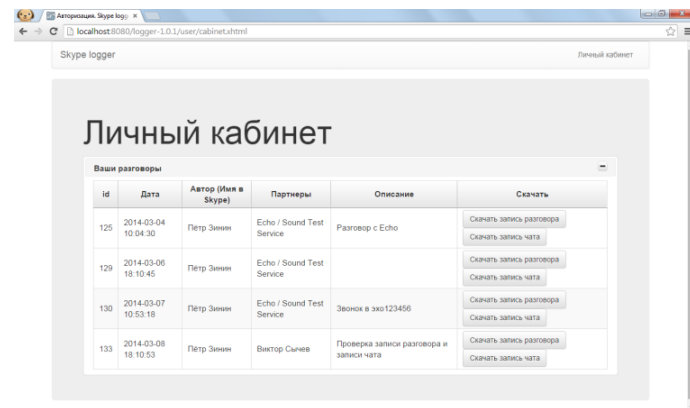 Авторизация. Skype logg
localhost:8080/logger-1.0.1/user/cabinet.xhtml
Skype logger
Личный кабинет
Личный кабинет
Ваши разговоры
id Дата Автор (Имя в Skype) Партнеры Описание Скачать
125 2014-03-04 10:04:30 Пётр Зинин Echo / Sound Test Service Разговор с Echo Скачать запись разговора
Скачать запись чата
129 2014-03-06 18:10:45 Пётр Зинин Echo / Sound Test Service Скачать запись разговора
Скачать запись чата
130 2014-03-07 10:53:18 Пётр Зинин Echo / Sound Test Service Звонок в эхо123456 Скачать запись разговора
Скачать запись чата
133 2014-03-08 18:10:53 Пётр Зинин Виктор Сычев Проверка записи разговора и записи чата Скачать запись разговора
Скачать запись чата